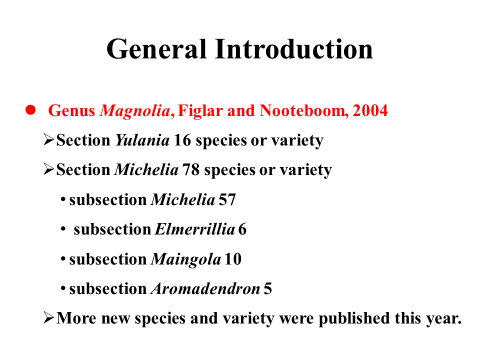 General Introduction
● Genus Magnolia, Figlar and Nooteboom, 2004
➢Section Yulania 16 species or variety
➢Section Michelia 78 species or variety
• subsection Michelia 57
• subsection Elmerrillia 6
• subsection Maingola 10
• subsection Aromadendron 5
➢More new species and variety were published this year.